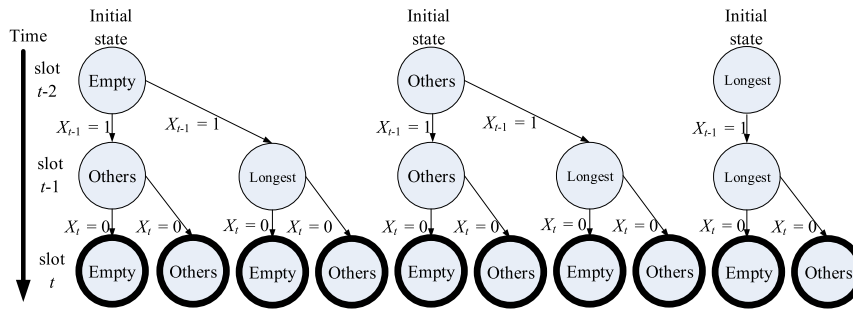 Initial
state
Initial
state
Initial
state
Time
slot
t-2
Empty
Others
Longest
X_{t-1} = 1
X_{t-1} = 1
X_{t-1} = 1
X_{t-1} = 1
X_{t-1} = 1
slot
t-1
Others
Longest
Others
Longest
Longest
X_t = 0
X_t = 0
X_t = 0
X_t = 0
X_t = 0
X_t = 0
X_t = 0
X_t = 0
X_t = 0
X_t = 0
slot
t
Empty
Others
Empty
Others
Empty
Others
Empty
Others
Empty
Others